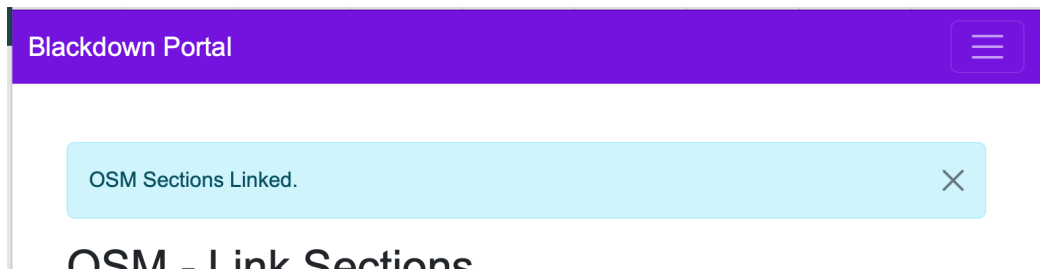 Blackdown Portal
OSM Sections Linked.
OSM - Link Sections